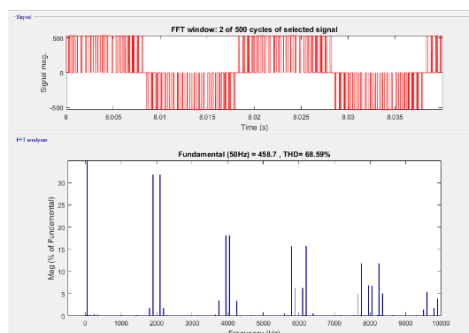 Signal
FFT window: 2 of 500 cycles of selected signal
Signal mag.
500
0
-500
8 8.005 8.01 8.015 8.02 8.025 8.03 8.035
Time (s)
FFT analysis
Fundamental (50Hz) = 458.7 , THD= 68.59%
Mag (% of Fundamental)
30
25
20
15
10
5
0
0 1000 2000 3000 4000 5000 6000 7000 8000 9000 10000
Frequency (Hz)